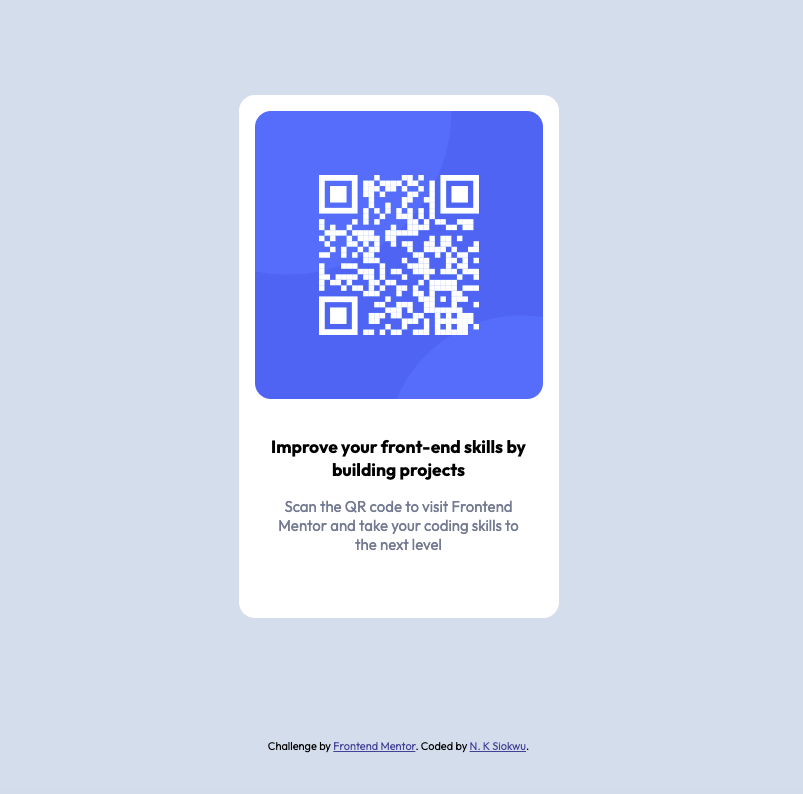 Improve your front-end skills by
building projects
Scan the QR code to visit Frontend
Mentor and take your coding skills to
the next level
Challenge by Frontend Mentor. Coded by N. K Siokwu.